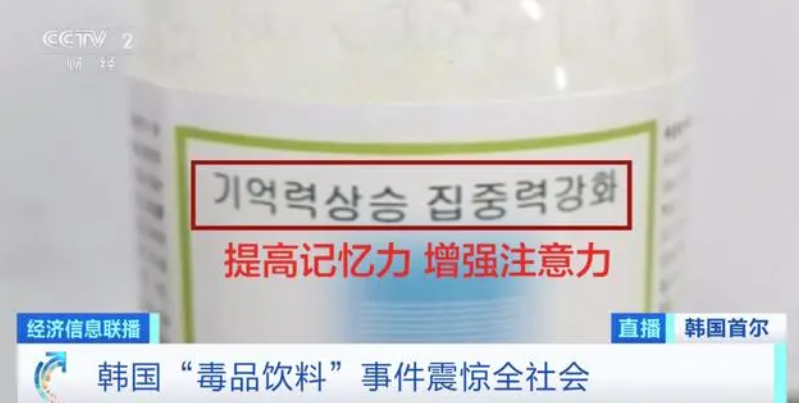 CCTV 2
财经
기억력상승 집중력강화
提高记忆力 增强注意力
经济信息联播
直播 韩国首尔
韩国“毒品饮料”事件震惊全社会